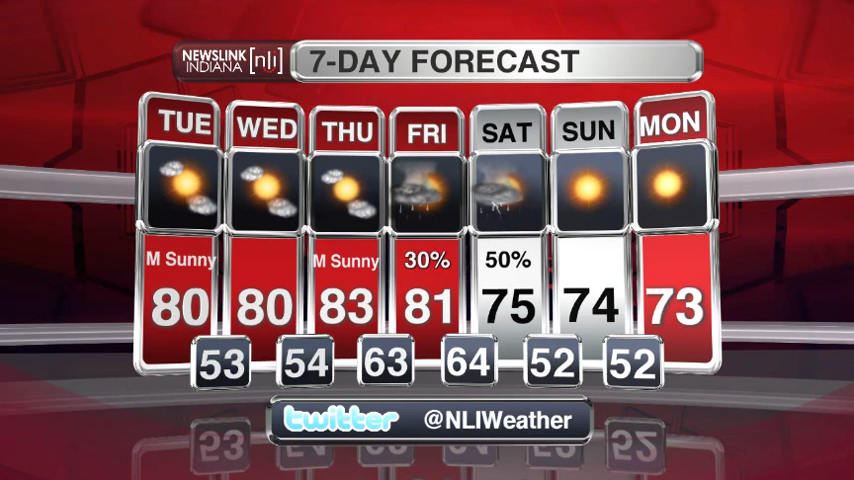 NEWSLINK
INDIANA [nli]
7-DAY FORECAST
TUE WED THU FRI SAT SUN MON
M Sunny M Sunny 30% 50%
80 80 83 81 75 74 73
53 54 63 64 52 52
twitter @NLIWeather